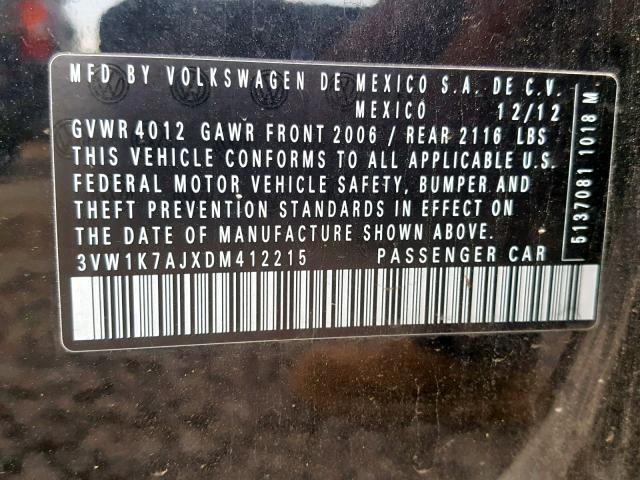 MFD BY VOLKSWAGEN DE MEXICO S.A. DE C.V.
MEXICO 12/12
GVWR 4012 GAWR FRONT 2006 / REAR 2116 LBS
THIS VEHICLE CONFORMS TO ALL APPLICABLE U.S.
FEDERAL MOTOR VEHICLE SAFETY, BUMPER AND
THEFT PREVENTION STANDARDS IN EFFECT ON
THE DATE OF MANUFACTURE SHOWN ABOVE.
3VW1K7AJXDM412215 PASSENGER CAR
5137081 1018 M